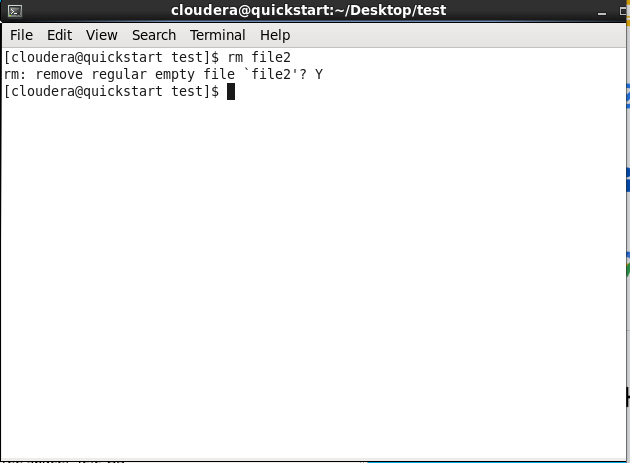 cloudera@quickstart:~/Desktop/test
File Edit View Search Terminal Help
[cloudera@quickstart test]$ rm file2
rm: remove regular empty file `file2'? Y
[cloudera@quickstart test]$